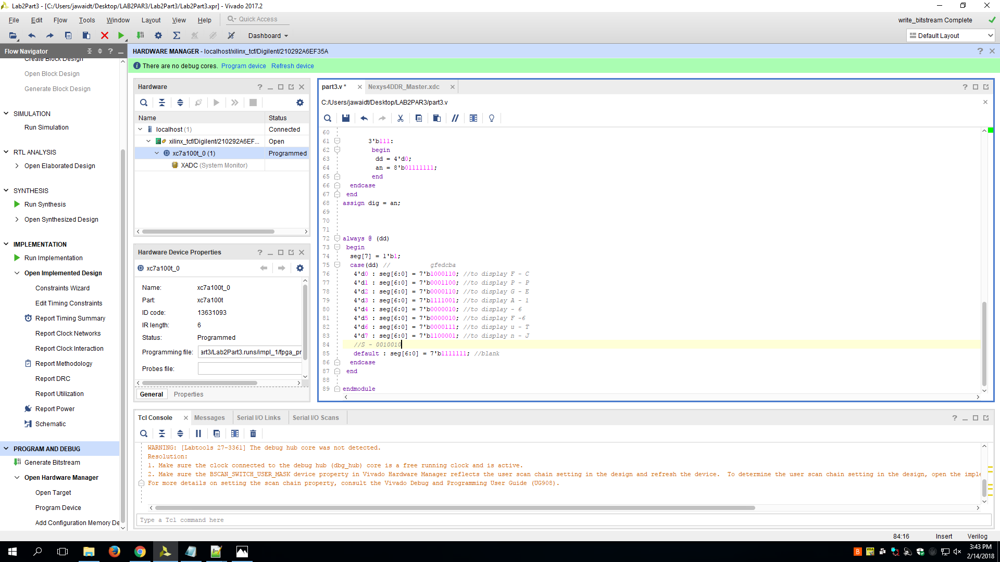 Lab2Part3 - [C:/Users/jawaidt/Desktop/LAB2PAR3/Lab2Part3/Lab2Part3.xpr] - Vivado 2017.2
File Edit Flow Tools Window Layout View Help Quick Access
write_bitstream Complete
Dashboard
Default Layout
Flow Navigator
Create Block Design
Open Block Design
Generate Block Design
SIMULATION
Run Simulation
RTL ANALYSIS
Open Elaborated Design
SYNTHESIS
Run Synthesis
Open Synthesized Design
IMPLEMENTATION
Run Implementation
Open Implemented Design
Constraints Wizard
Edit Timing Constraints
Report Timing Summary
Report Clock Networks
Report Clock Interaction
Report Methodology
Report DRC
Report Utilization
Report Power
Schematic
PROGRAM AND DEBUG
Generate Bitstream
Open Hardware Manager
Open Target
Program Device
Add Configuration Memory De
HARDWARE MANAGER - localhost/xilinx_tcf/Digilent/210292A6EF35A
There are no debug cores. Program device Refresh device
Hardware
Name Status
localhost (1) Connected
xilinx_tcf/Digilent/210292A6EF... Open
xc7a100t_0 (1) Programmed
XADC (System Monitor)
Hardware Device Properties
xc7a100t_0
Name: xc7a100t_0
Part: xc7a100t
ID code: 13631093
IR length: 6
Status: Programmed
Programming file: art3/Lab2Part3.runs/impl_1/fpga_pr
Probes file:
General Properties
part3.v * Nexys4DDR_Master.xdc
C:/Users/jawaidt/Desktop/LAB2PAR3/part3.v
60
61 3'b111:
62 begin
63 dd = 4'd0;
64 an = 8'b01111111;
65 end
66 endcase
67 end
68 assign dig = an;
69
70
71
72 always @ (dd)
73 begin
74 seg[7] = 1'b1;
75 case(dd) // gfedcba
76 4'd0 : seg[6:0] = 7'b1000110; //to display F - C
77 4'd1 : seg[6:0] = 7'b0001100; //to display P - P
78 4'd2 : seg[6:0] = 7'b0000110; //to display G - E
79 4'd3 : seg[6:0] = 7'b1111001; //to display A - 1
80 4'd4 : seg[6:0] = 7'b0000010; //to display - 6
81 4'd5 : seg[6:0] = 7'b0000010; //to display F -6
82 4'd6 : seg[6:0] = 7'b0000111; //to display u - T
83 4'd7 : seg[6:0] = 7'b1100001; //to display n - J
84 //S - 0010010
85 default : seg[6:0] = 7'b1111111; //blank
86 endcase
87 end
88
89 endmodule
Tcl Console Messages Serial I/O Links Serial I/O Scans
WARNING: [Labtools 27-3361] The debug hub core was not detected.
Resolution:
1. Make sure the clock connected to the debug hub (dbg_hub) core is a free running clock and is active.
2. Make sure the BSCAN_SWITCH_USER_MASK device property in Vivado Hardware Manager reflects the user scan chain setting in the design and refresh the device. To determine the user scan chain setting in the design, open the imple
For more details on setting the scan chain property, consult the Vivado Debug and Programming User Guide (UG908).
Type a Tcl command here
84:16 Insert Verilog
3:43 PM
2/14/2018